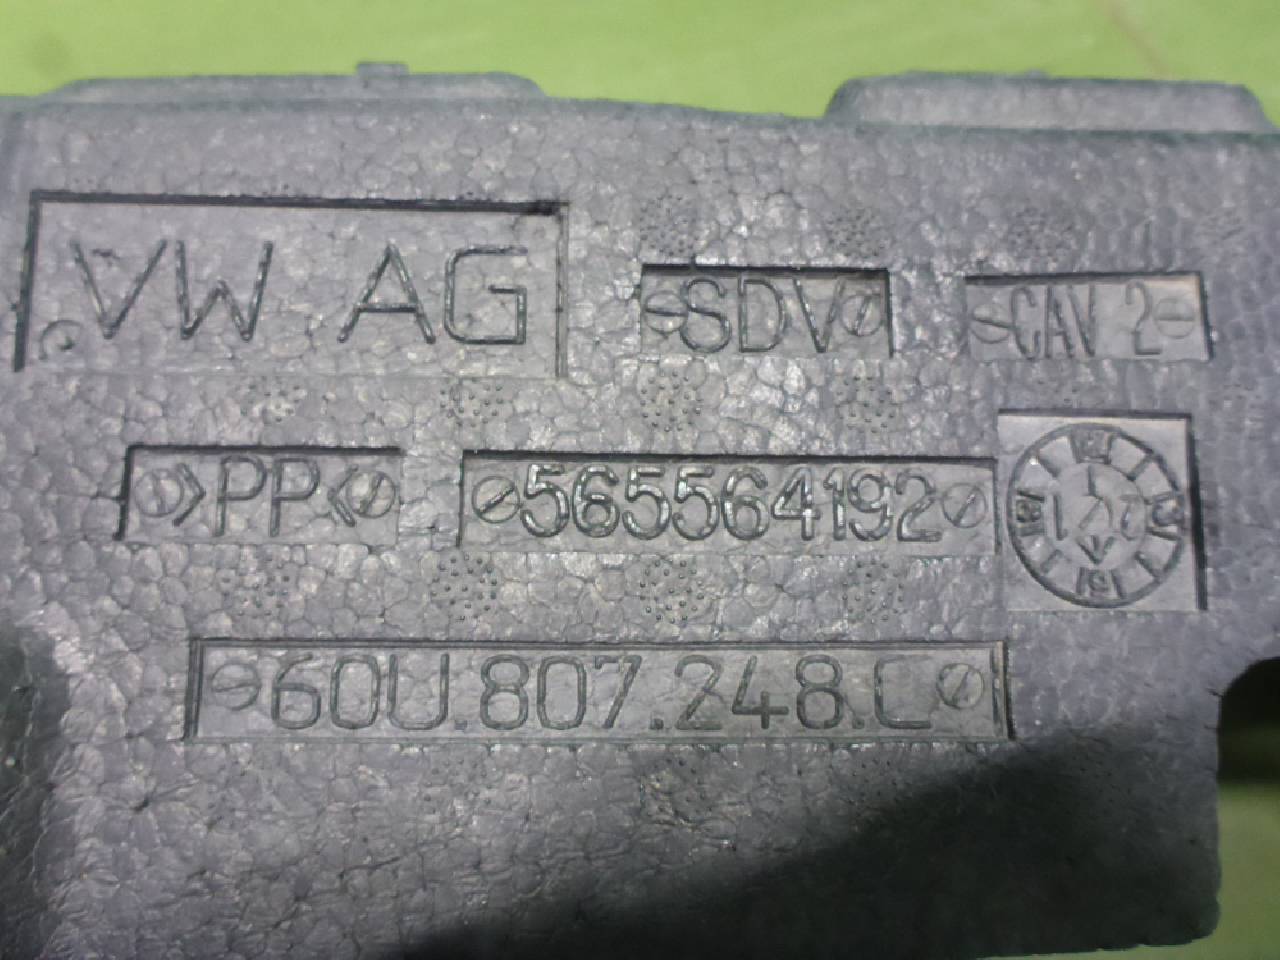 VW AG
SDV
CAV 2
>PP<
565564192
60U.807.248.C